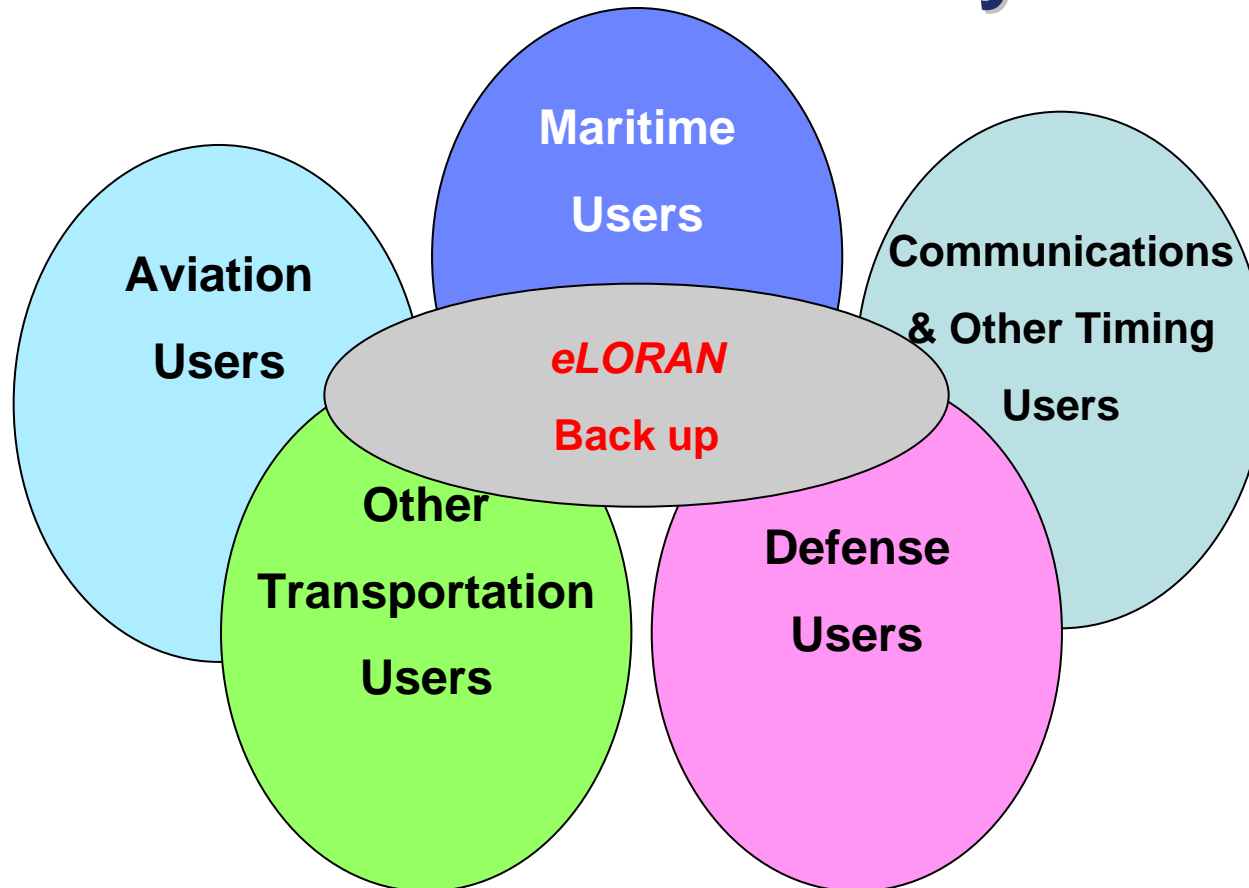 Maritime
Users
Aviation
Users
Communications
& Other Timing
Users
eLORAN
Back up
Other
Transportation
Users
Defense
Users